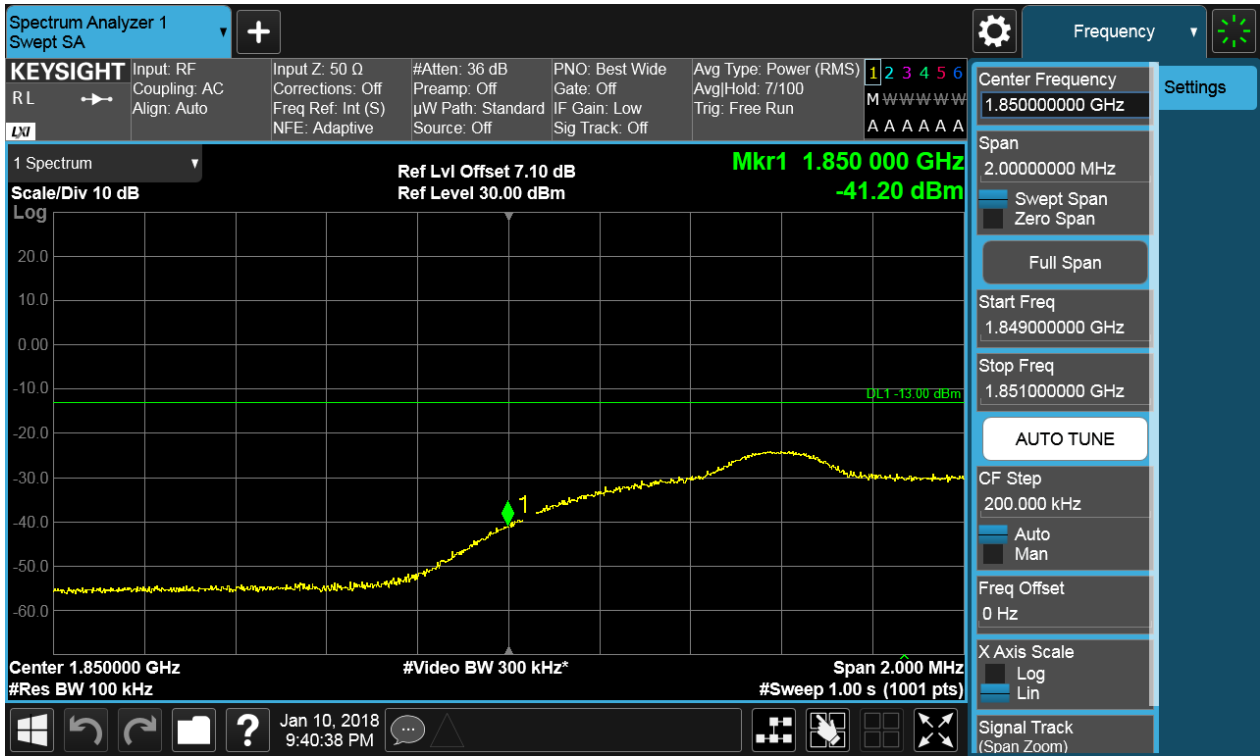 Spectrum Analyzer 1
Swept SA
+
Frequency
KEYSIGHT
R L
LXI
Input: RF
Coupling: AC
Align: Auto
Input Z: 50 Ω
Corrections: Off
Freq Ref: Int (S)
NFE: Adaptive
#Atten: 36 dB
Preamp: Off
µW Path: Standard
Source: Off
PNO: Best Wide
Gate: Off
IF Gain: Low
Sig Track: Off
Avg Type: Power (RMS)
Avg|Hold: 7/100
Trig: Free Run
1 2 3 4 5 6
M W W W W W
A A A A A A
1 Spectrum
Scale/Div 10 dB
Log
Ref Lvl Offset 7.10 dB
Ref Level 30.00 dBm
Mkr1 1.850 000 GHz
-41.20 dBm
20.0
10.0
0.00
-10.0
-20.0
-30.0
-40.0
-50.0
-60.0
DL1 -13.00 dBm
1
Center 1.850000 GHz
#Res BW 100 kHz
#Video BW 300 kHz*
Span 2.000 MHz
#Sweep 1.00 s (1001 pts)
?
Jan 10, 2018
9:40:38 PM
Center Frequency
1.850000000 GHz
Span
2.00000000 MHz
Swept Span
Zero Span
Full Span
Start Freq
1.849000000 GHz
Stop Freq
1.851000000 GHz
AUTO TUNE
CF Step
200.000 kHz
Auto
Man
Freq Offset
0 Hz
X Axis Scale
Log
Lin
Signal Track
(Span Zoom)
Settings